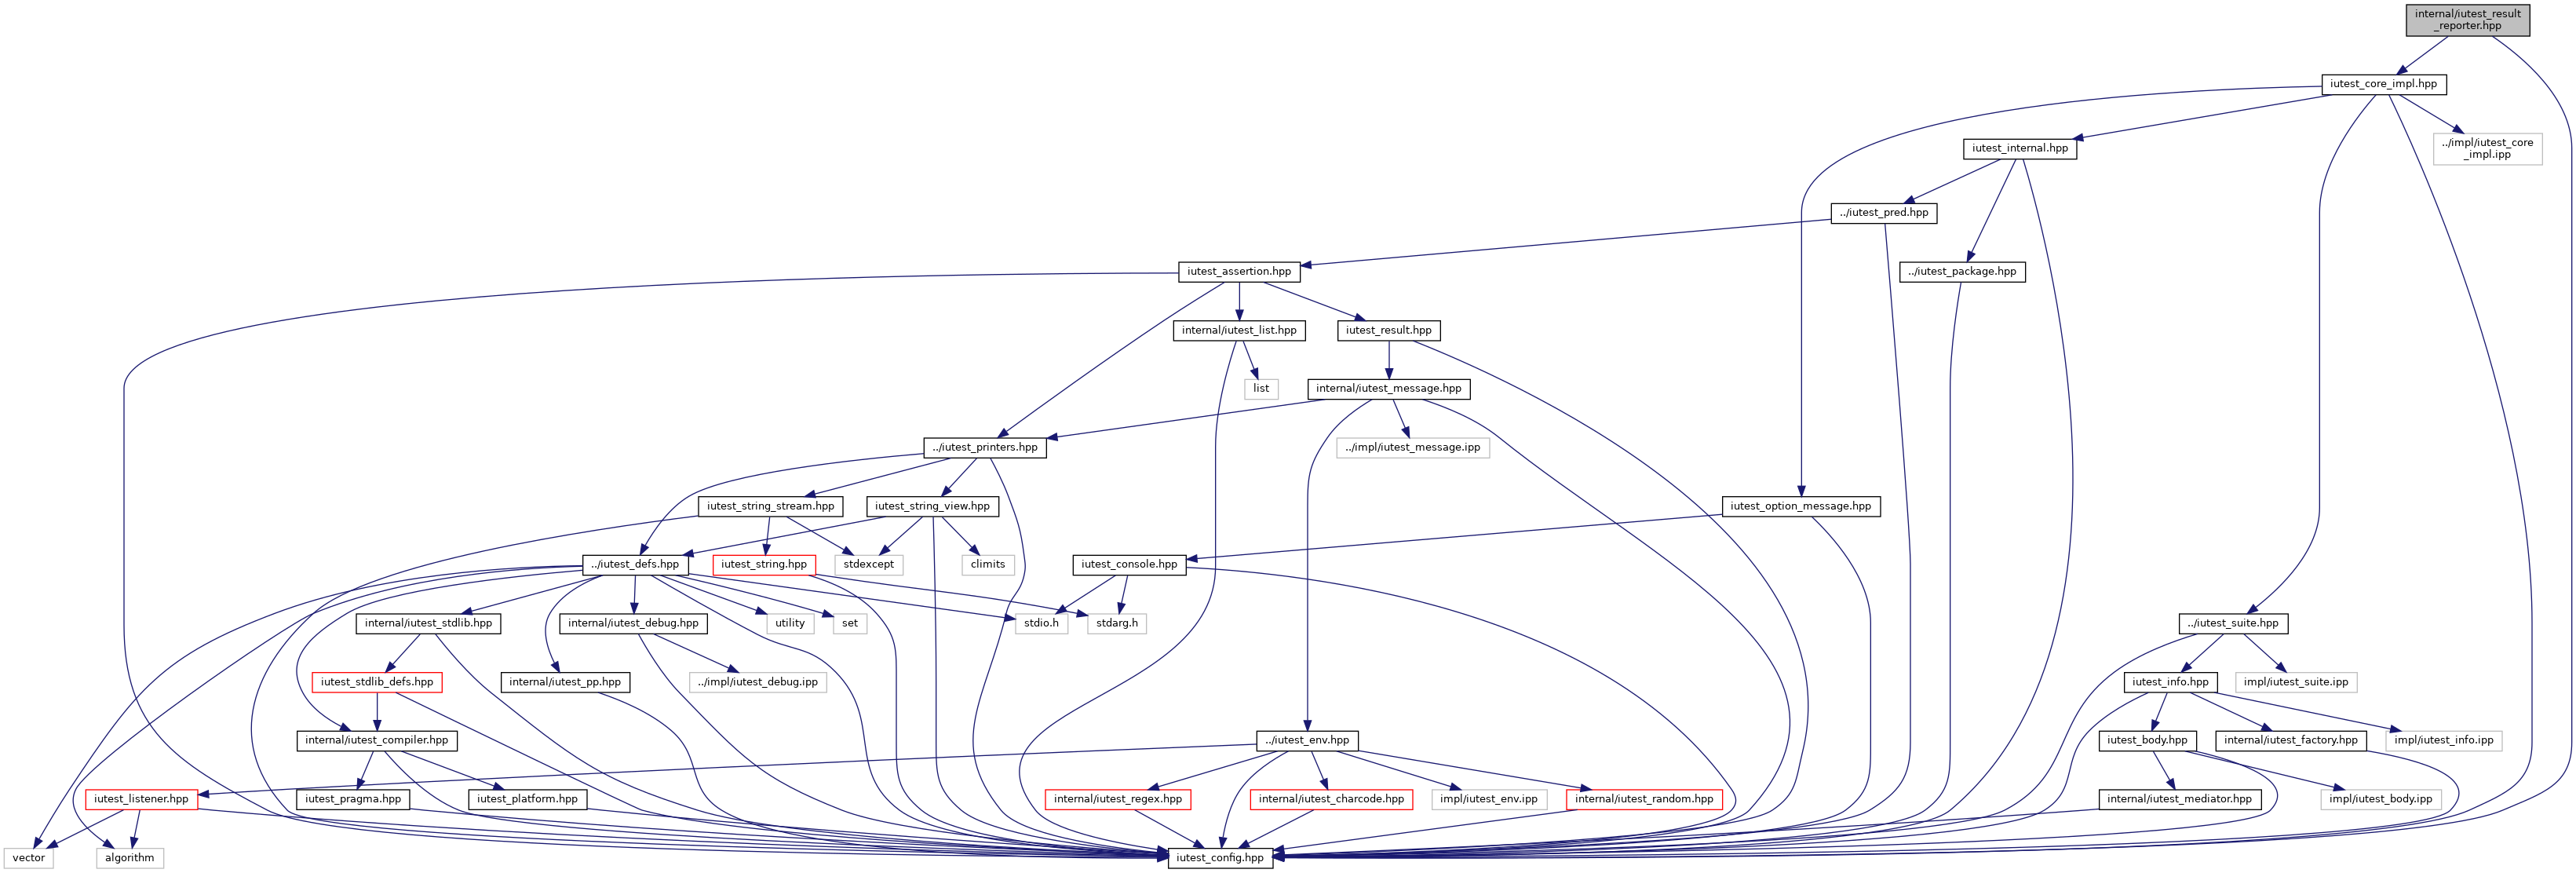 internal/iutest_result
_reporter.hpp
iutest_core_impl.hpp
iutest_internal.hpp
../impl/iutest_core
_impl.ipp
../iutest_pred.hpp
iutest_assertion.hpp
../iutest_package.hpp
internal/iutest_list.hpp
iutest_result.hpp
list
internal/iutest_message.hpp
../iutest_printers.hpp
../impl/iutest_message.ipp
iutest_string_stream.hpp
iutest_string_view.hpp
iutest_option_message.hpp
../iutest_defs.hpp
iutest_string.hpp
stdexcept
climits
iutest_console.hpp
internal/iutest_stdlib.hpp
internal/iutest_debug.hpp
utility
set
stdio.h
stdarg.h
../iutest_suite.hpp
iutest_stdlib_defs.hpp
internal/iutest_pp.hpp
../impl/iutest_debug.ipp
iutest_info.hpp
impl/iutest_suite.ipp
internal/iutest_compiler.hpp
../iutest_env.hpp
iutest_body.hpp
internal/iutest_factory.hpp
impl/iutest_info.ipp
iutest_listener.hpp
iutest_pragma.hpp
iutest_platform.hpp
internal/iutest_regex.hpp
internal/iutest_charcode.hpp
impl/iutest_env.ipp
internal/iutest_random.hpp
internal/iutest_mediator.hpp
impl/iutest_body.ipp
vector
algorithm
iutest_config.hpp